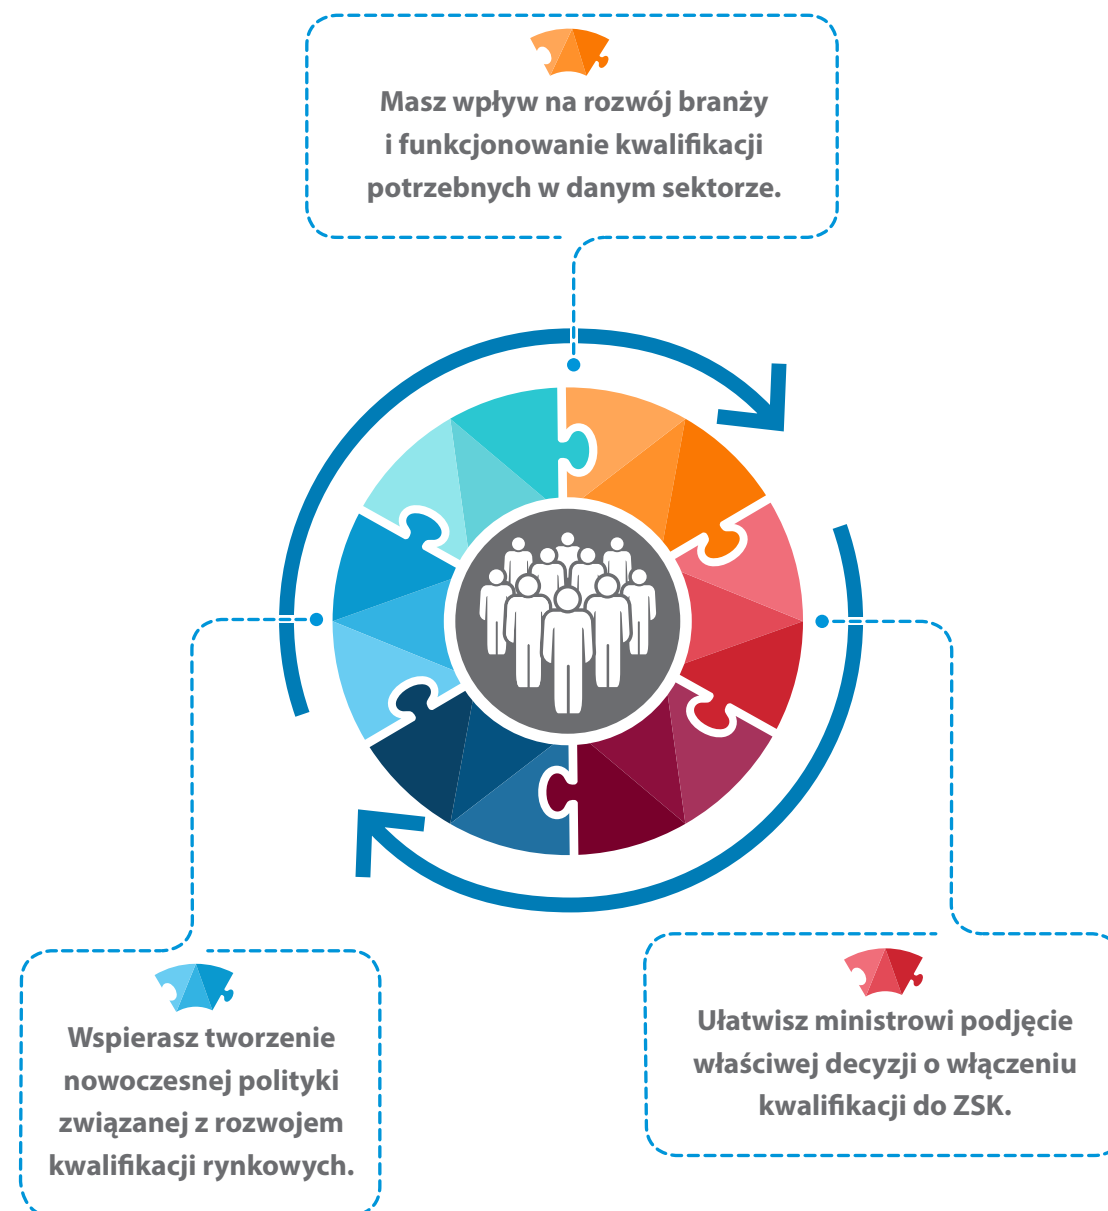 Masz wpływ na rozwój branży
i funkcjonowanie kwalifikacji
potrzebnych w danym sektorze.
Wspierasz tworzenie
nowoczesnej polityki
związanej z rozwojem
kwalifikacji rynkowych.
Ułatwisz ministrowi podjęcie
właściwej decyzji o włączeniu
kwalifikacji do ZSK.